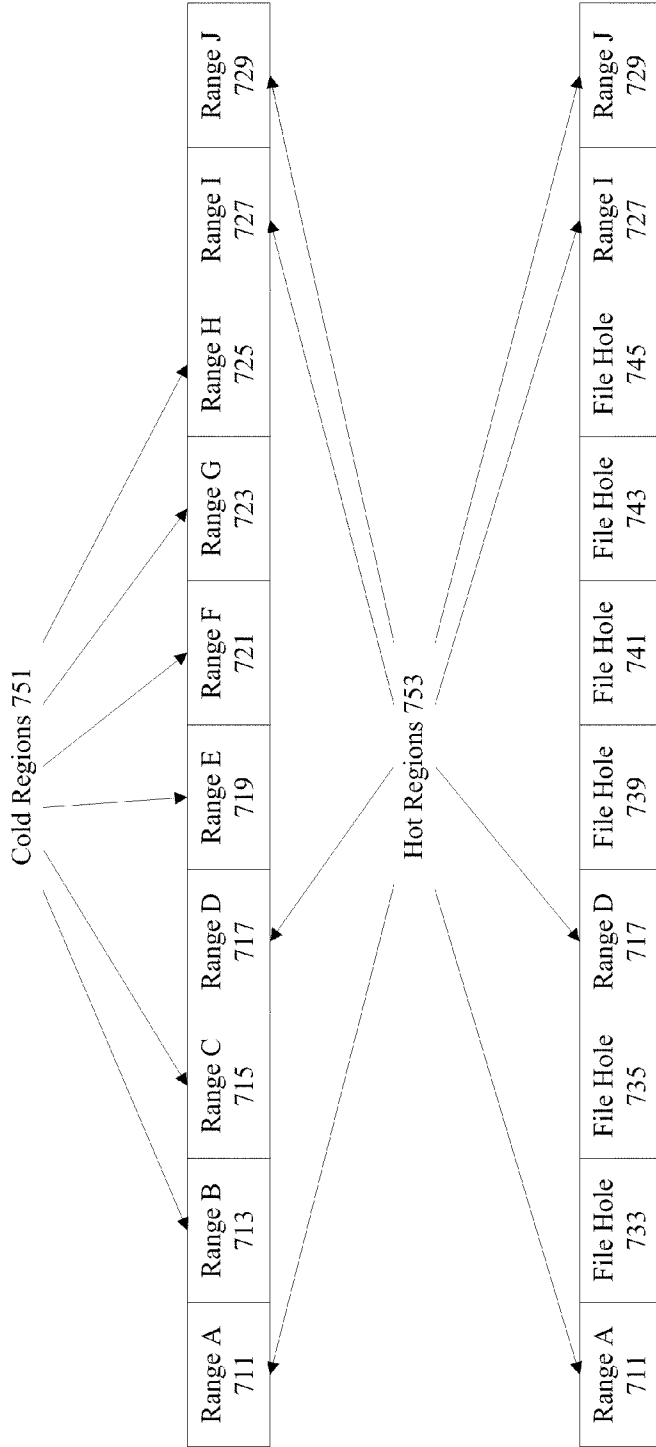 Cold Regions 751
Range A
711
Range B
713
Range C
715
Range D
717
Range E
719
Range F
721
Range G
723
Range H
725
Range I
727
Range J
729
Hot Regions 753
Range A
711
File Hole
733
File Hole
735
Range D
717
File Hole
739
File Hole
741
File Hole
743
File Hole
745
Range I
727
Range J
729